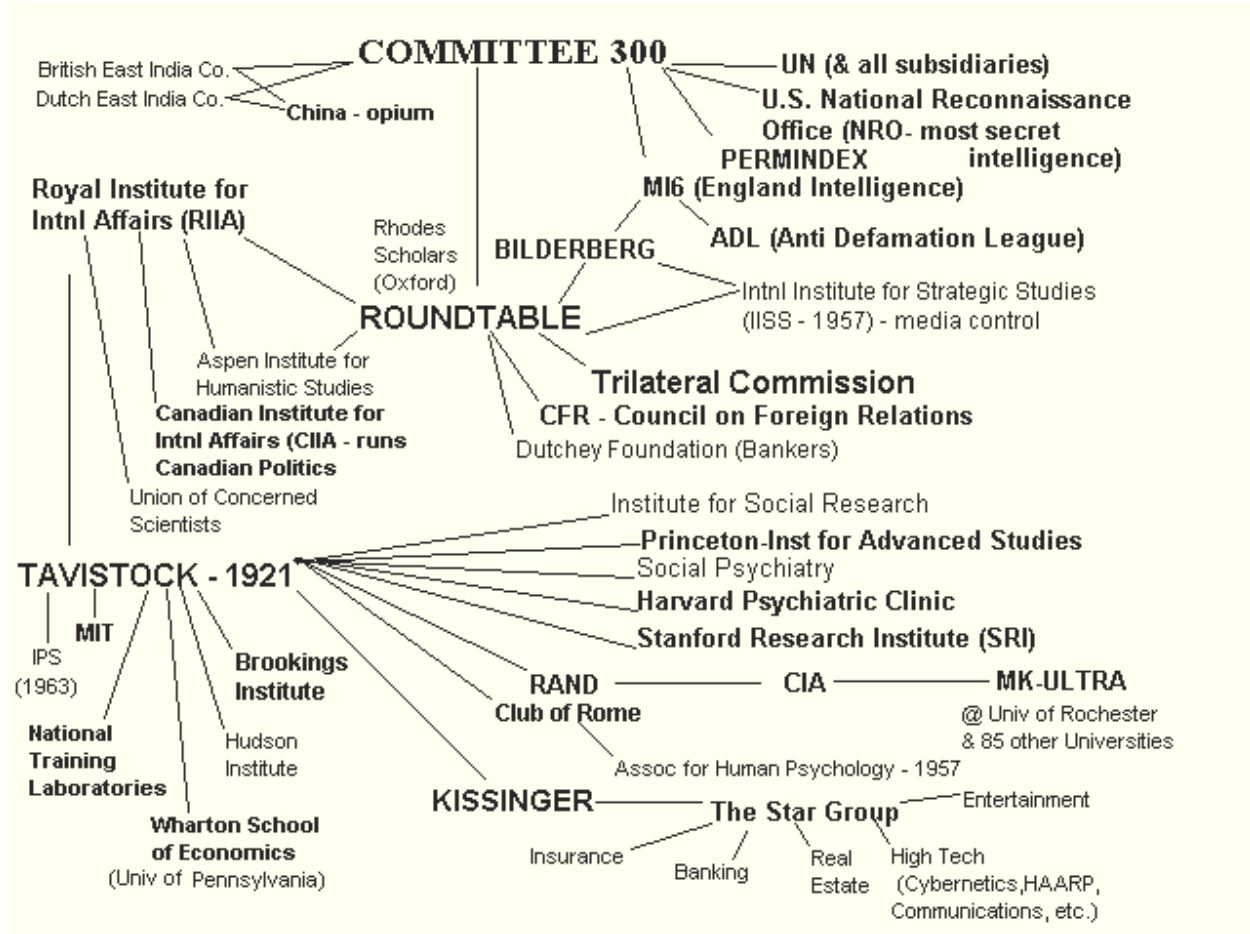 COMMITTEE 300
British East India Co.
Dutch East India Co.
China - opium
UN (& all subsidiaries)
U.S. National Reconnaissance
Office (NRO- most secret
intelligence)
PERMINDEX
MI6 (England Intelligence)
ADL (Anti Defamation League)
Royal Institute for
Intnl Affairs (RIIA)
Rhodes
Scholars
(Oxford)
BILDERBERG
Intnl Institute for Strategic Studies
(IISS - 1957) - media control
ROUNDTABLE
Aspen Institute for
Humanistic Studies
Trilateral Commission
CFR - Council on Foreign Relations
Dutchey Foundation (Bankers)
Canadian Institute for
Intnl Affairs (CIIA - runs
Canadian Politics
Union of Concerned
Scientists
TAVISTOCK - 1921
Institute for Social Research
Princeton-Inst for Advanced Studies
Social Psychiatry
Harvard Psychiatric Clinic
Stanford Research Institute (SRI)
IPS
(1963)
MIT
Brookings
Institute
RAND
CIA
MK-ULTRA
@ Univ of Rochester
& 85 other Universities
Club of Rome
Assoc for Human Psychology - 1957
National
Training
Laboratories
Hudson
Institute
Wharton School
of Economics
(Univ of Pennsylvania)
KISSINGER
The Star Group
Entertainment
Insurance
Banking
Real
Estate
High Tech
(Cybernetics,HAARP,
Communications, etc.)